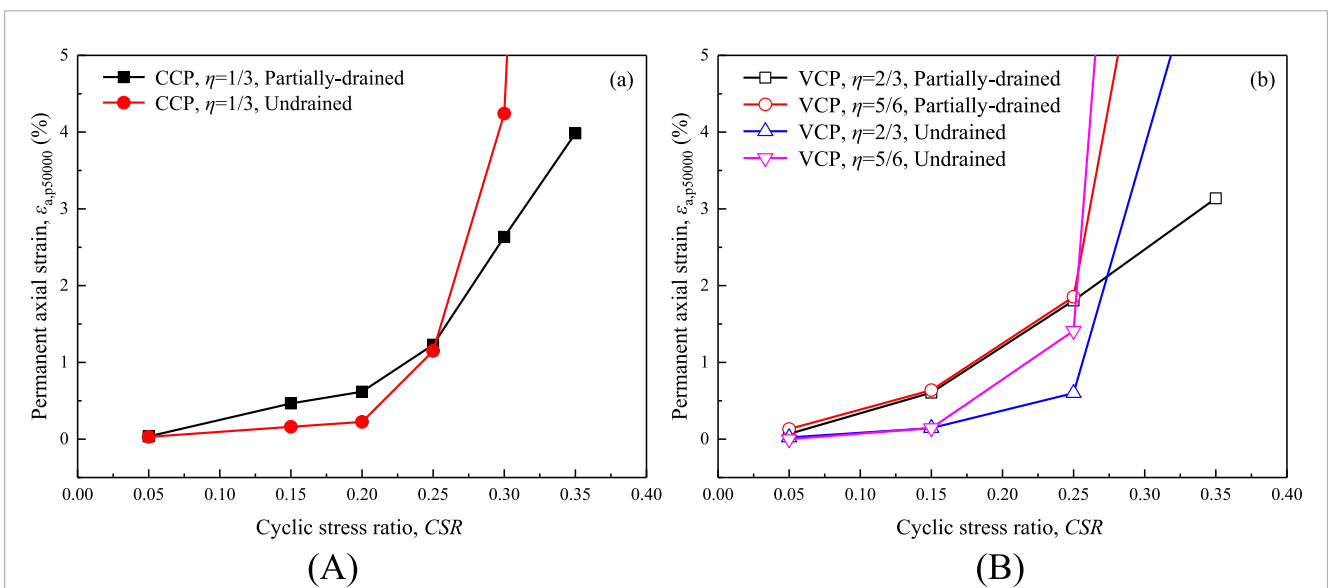 CCP, η=1/3, Partially-drained
CCP, η=1/3, Undrained
(a)
5
4
3
2
1
0
Permanent axial strain, εa,p50000 (%)
0.00 0.05 0.10 0.15 0.20 0.25 0.30 0.35 0.40
Cyclic stress ratio, CSR
(A)
VCP, η=2/3, Partially-drained
VCP, η=5/6, Partially-drained
VCP, η=2/3, Undrained
VCP, η=5/6, Undrained
(b)
5
4
3
2
1
0
Permanent axial strain, εa,p50000 (%)
0.00 0.05 0.10 0.15 0.20 0.25 0.30 0.35 0.40
Cyclic stress ratio, CSR
(B)